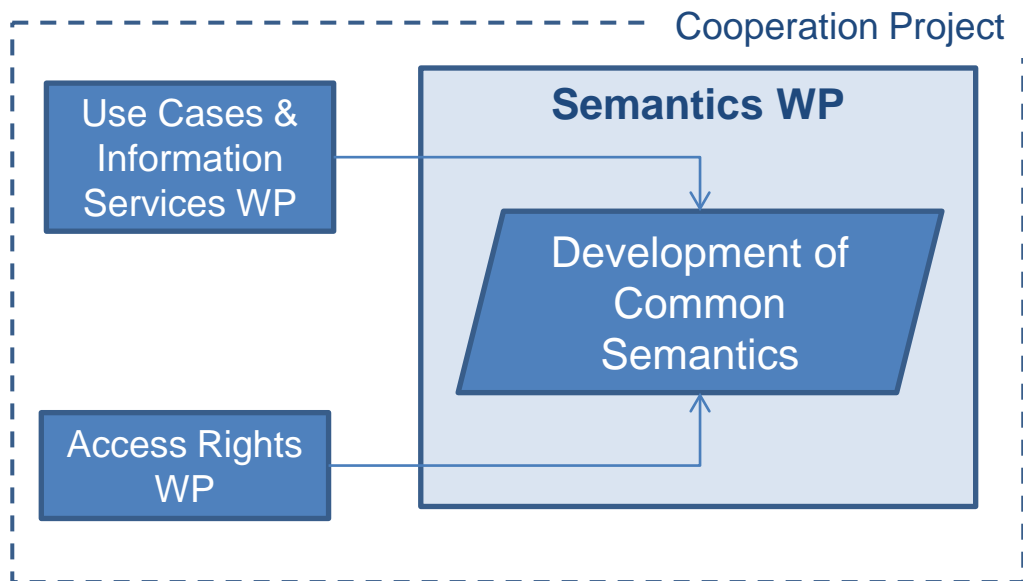 Cooperation Project
Use Cases &
Information
Services WP
Semantics WP
Development of
Common
Semantics
Access Rights
WP